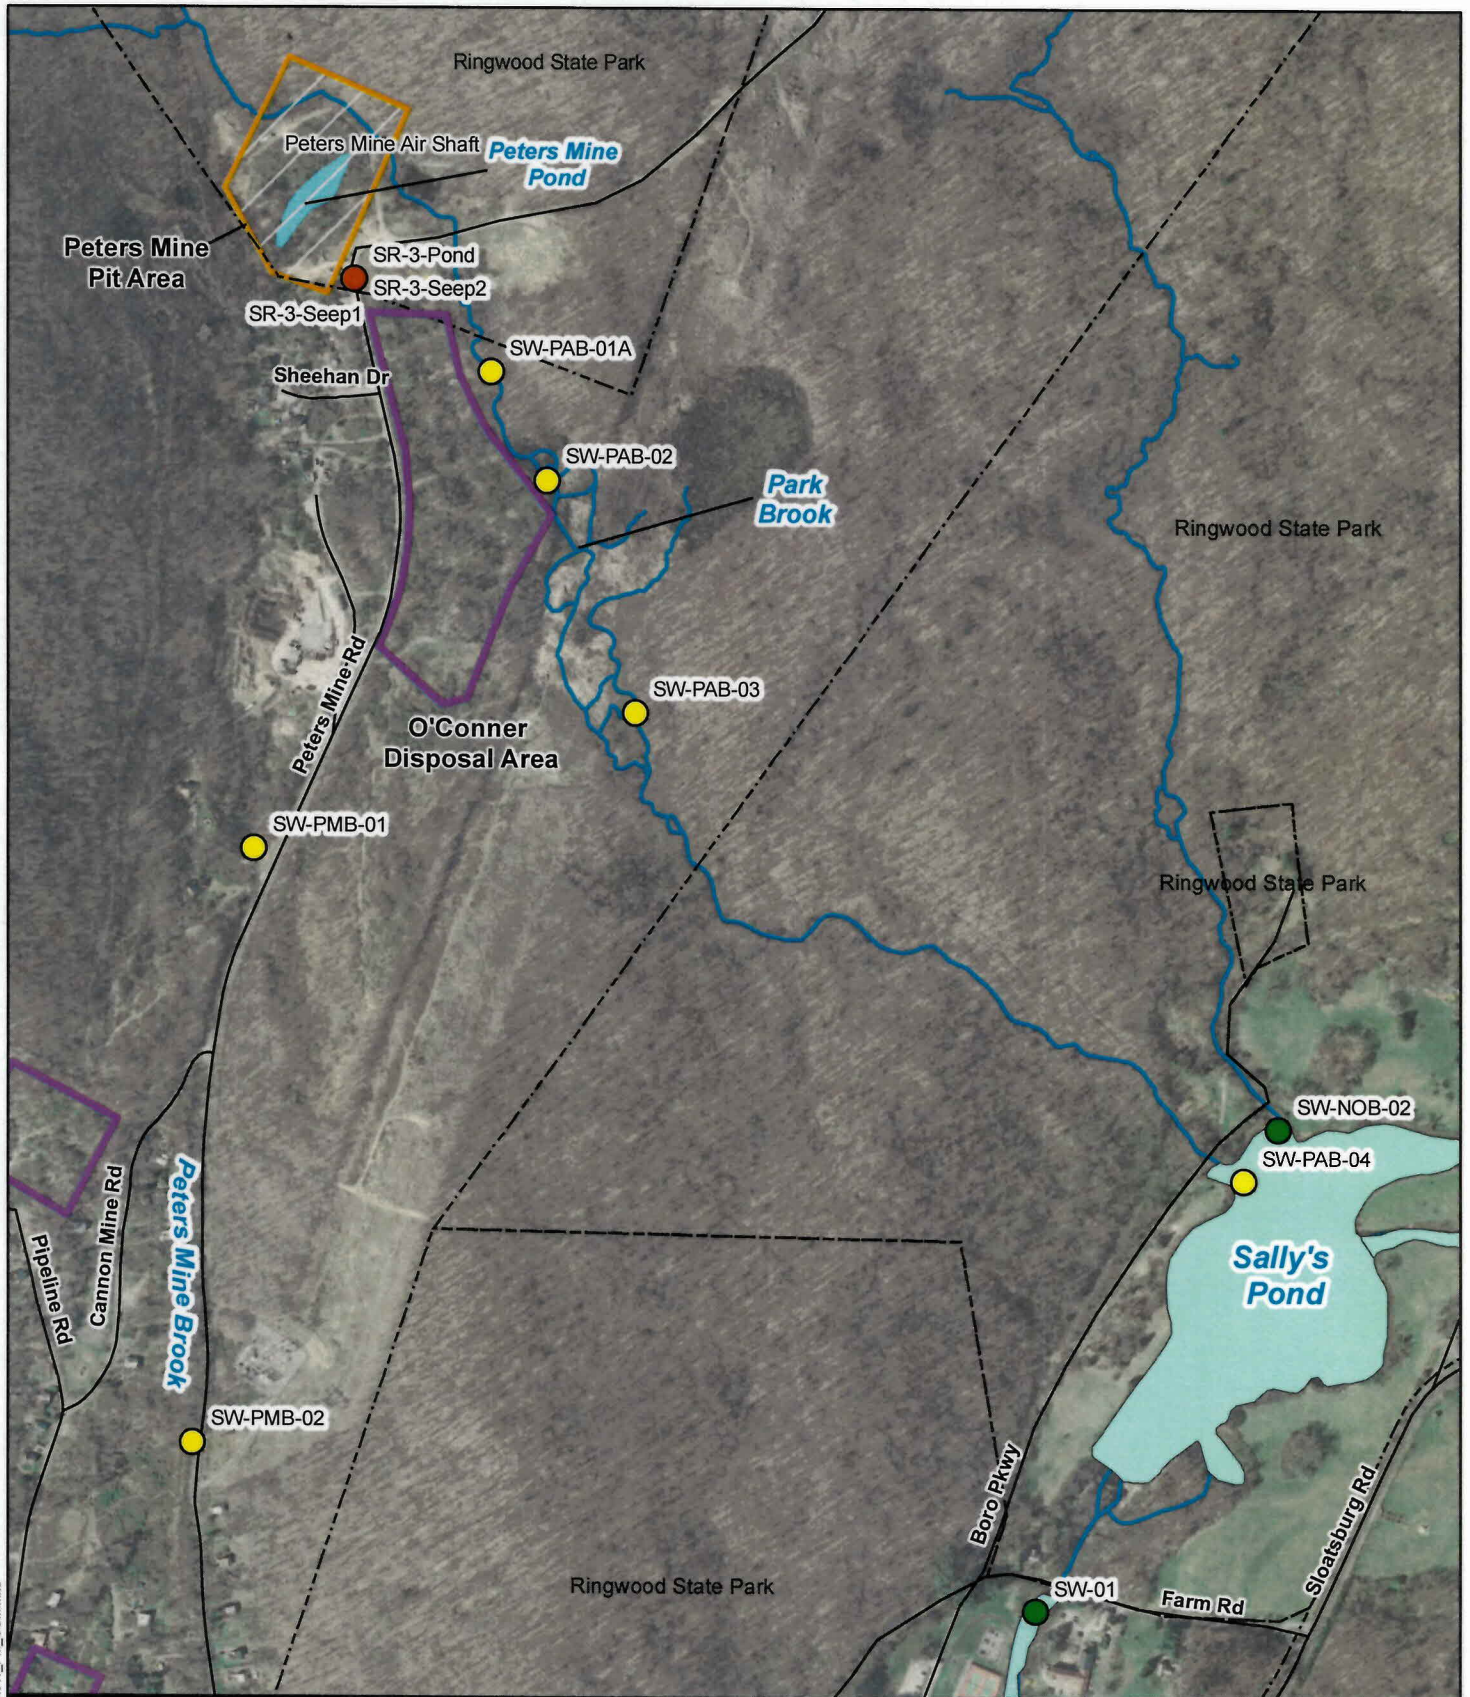 Ringwood State Park
Peters Mine Air Shaft
Peters Mine
Pond
Peters Mine
Pit Area
SR-3-Pond
SR-3-Seep2
SR-3-Seep1
SW-PAB-01A
Sheehan Dr
SW-PAB-02
Park
Brook
Ringwood State Park
Peters Mine Rd
SW-PAB-03
O'Conner
Disposal Area
SW-PMB-01
Ringwood State Park
SW-NOB-02
SW-PAB-04
Cannon Mine Rd
Peters Mine Brook
Pipeline Rd
Sally's
Pond
SW-PMB-02
Boro Pkwy
Sloatsburg Rd
Ringwood State Park
SW-01
Farm Rd